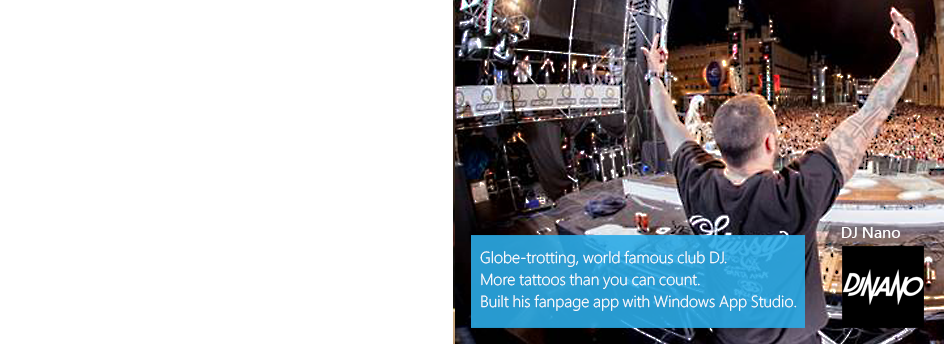 DJ Nano
Globe-trotting, world famous club DJ.
More tattoos than you can count.
Built his fanpage app with Windows App Studio.
DJNANO